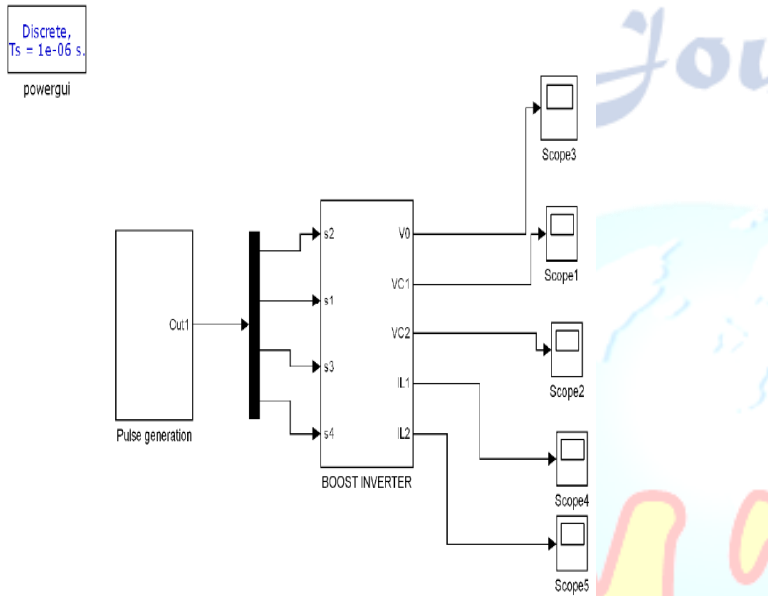 Discrete,
Ts = 1e-06 s.
powergui
Jou
Scope3
s2
V0
Scope1
VC1
s1
Out1
VC2
s3
IL1
Scope2
s4
IL2
Pulse generation
BOOST INVERTER
Scope4
Scope5